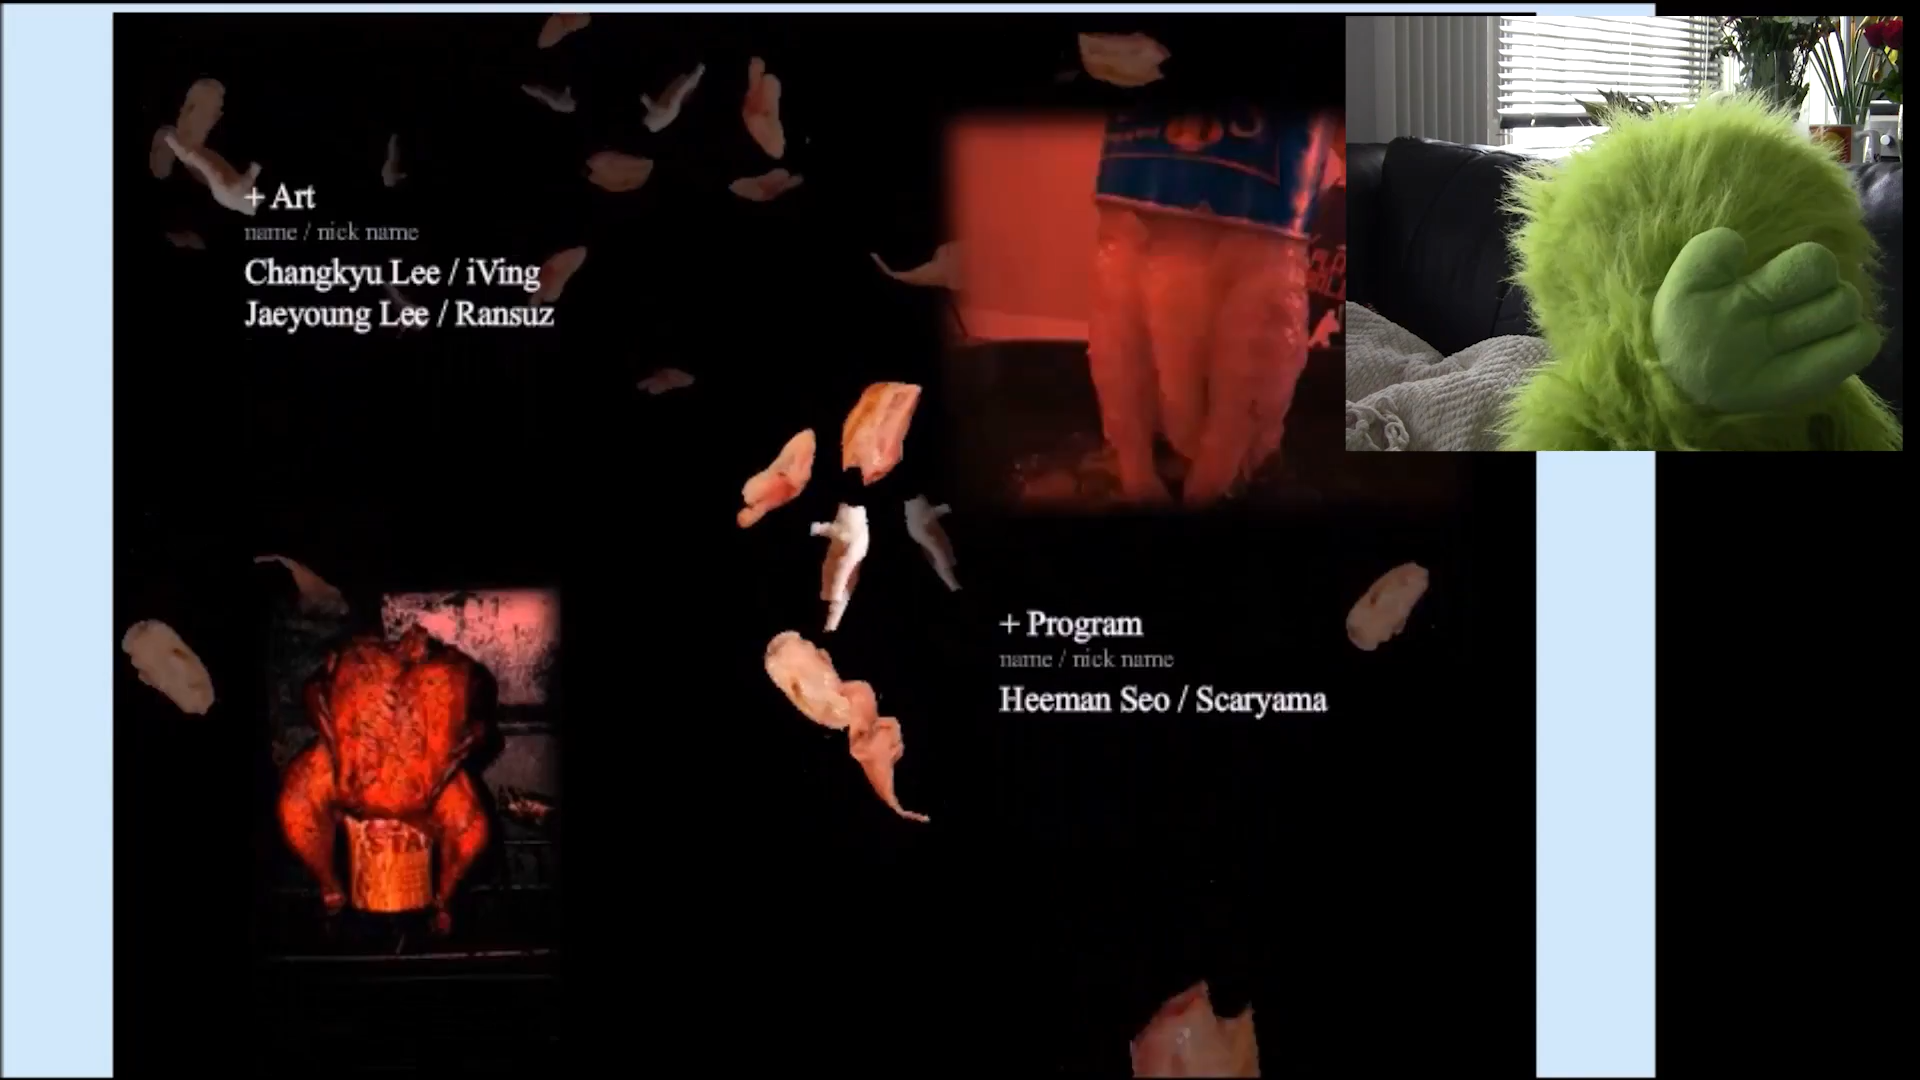 + Art
name / nick name
Changkyu Lee / iVing
Jaeyoung Lee / Ransuz
+ Program
name / nick name
Heeman Seo / Scaryama